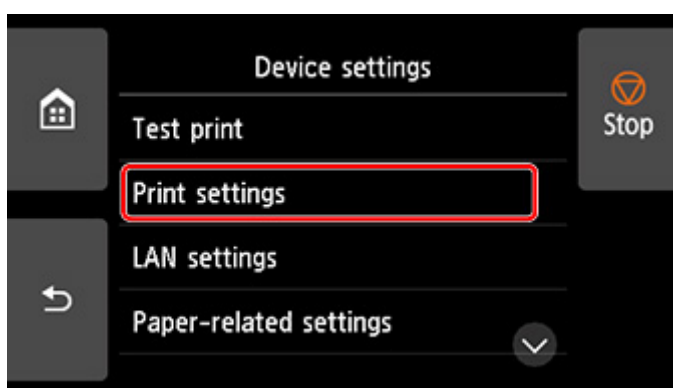 Device settings
Test print
Stop
Print settings
LAN settings
Paper-related settings